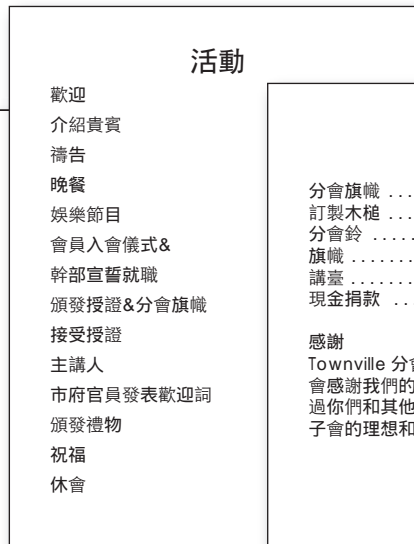 活動
歡迎
介紹貴賓
禱告
晚餐
娛樂節目
會員入會儀式&
幹部宣誓就職
頒發授證&分會旗幟
接受授證
主講人
市府官員發表歡迎詞
頒發禮物
祝福
休會
分會旗幟 ....
訂製木槌 ....
分會鈴 ......
旗幟 ........
講臺 ........
現金捐款 ...
感謝
Townville 分會
會感謝我們的
過你們和其他
子會的理想和